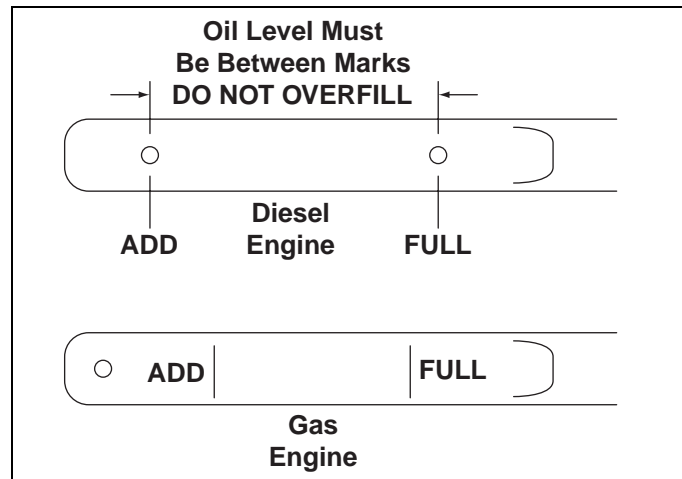 Oil Level Must
Be Between Marks
DO NOT OVERFILL
Diesel
Engine
ADD
FULL
ADD
FULL
Gas
Engine